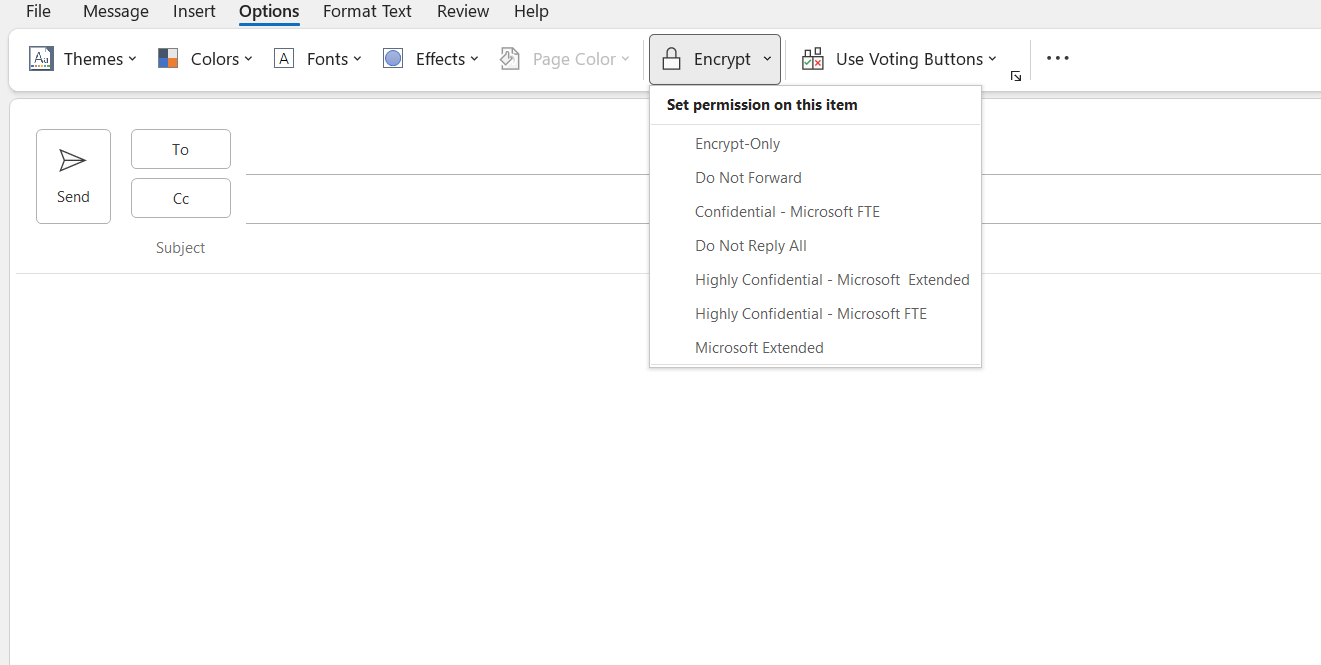 File Message Insert Options Format Text Review Help
Aa Themes Colors A Fonts Effects Page Color Encrypt Use Voting Buttons ...
Set permission on this item
Encrypt-Only
Do Not Forward
Confidential - Microsoft FTE
Do Not Reply All
Highly Confidential - Microsoft  Extended
Highly Confidential - Microsoft FTE
Microsoft Extended
Send
To
Cc
Subject